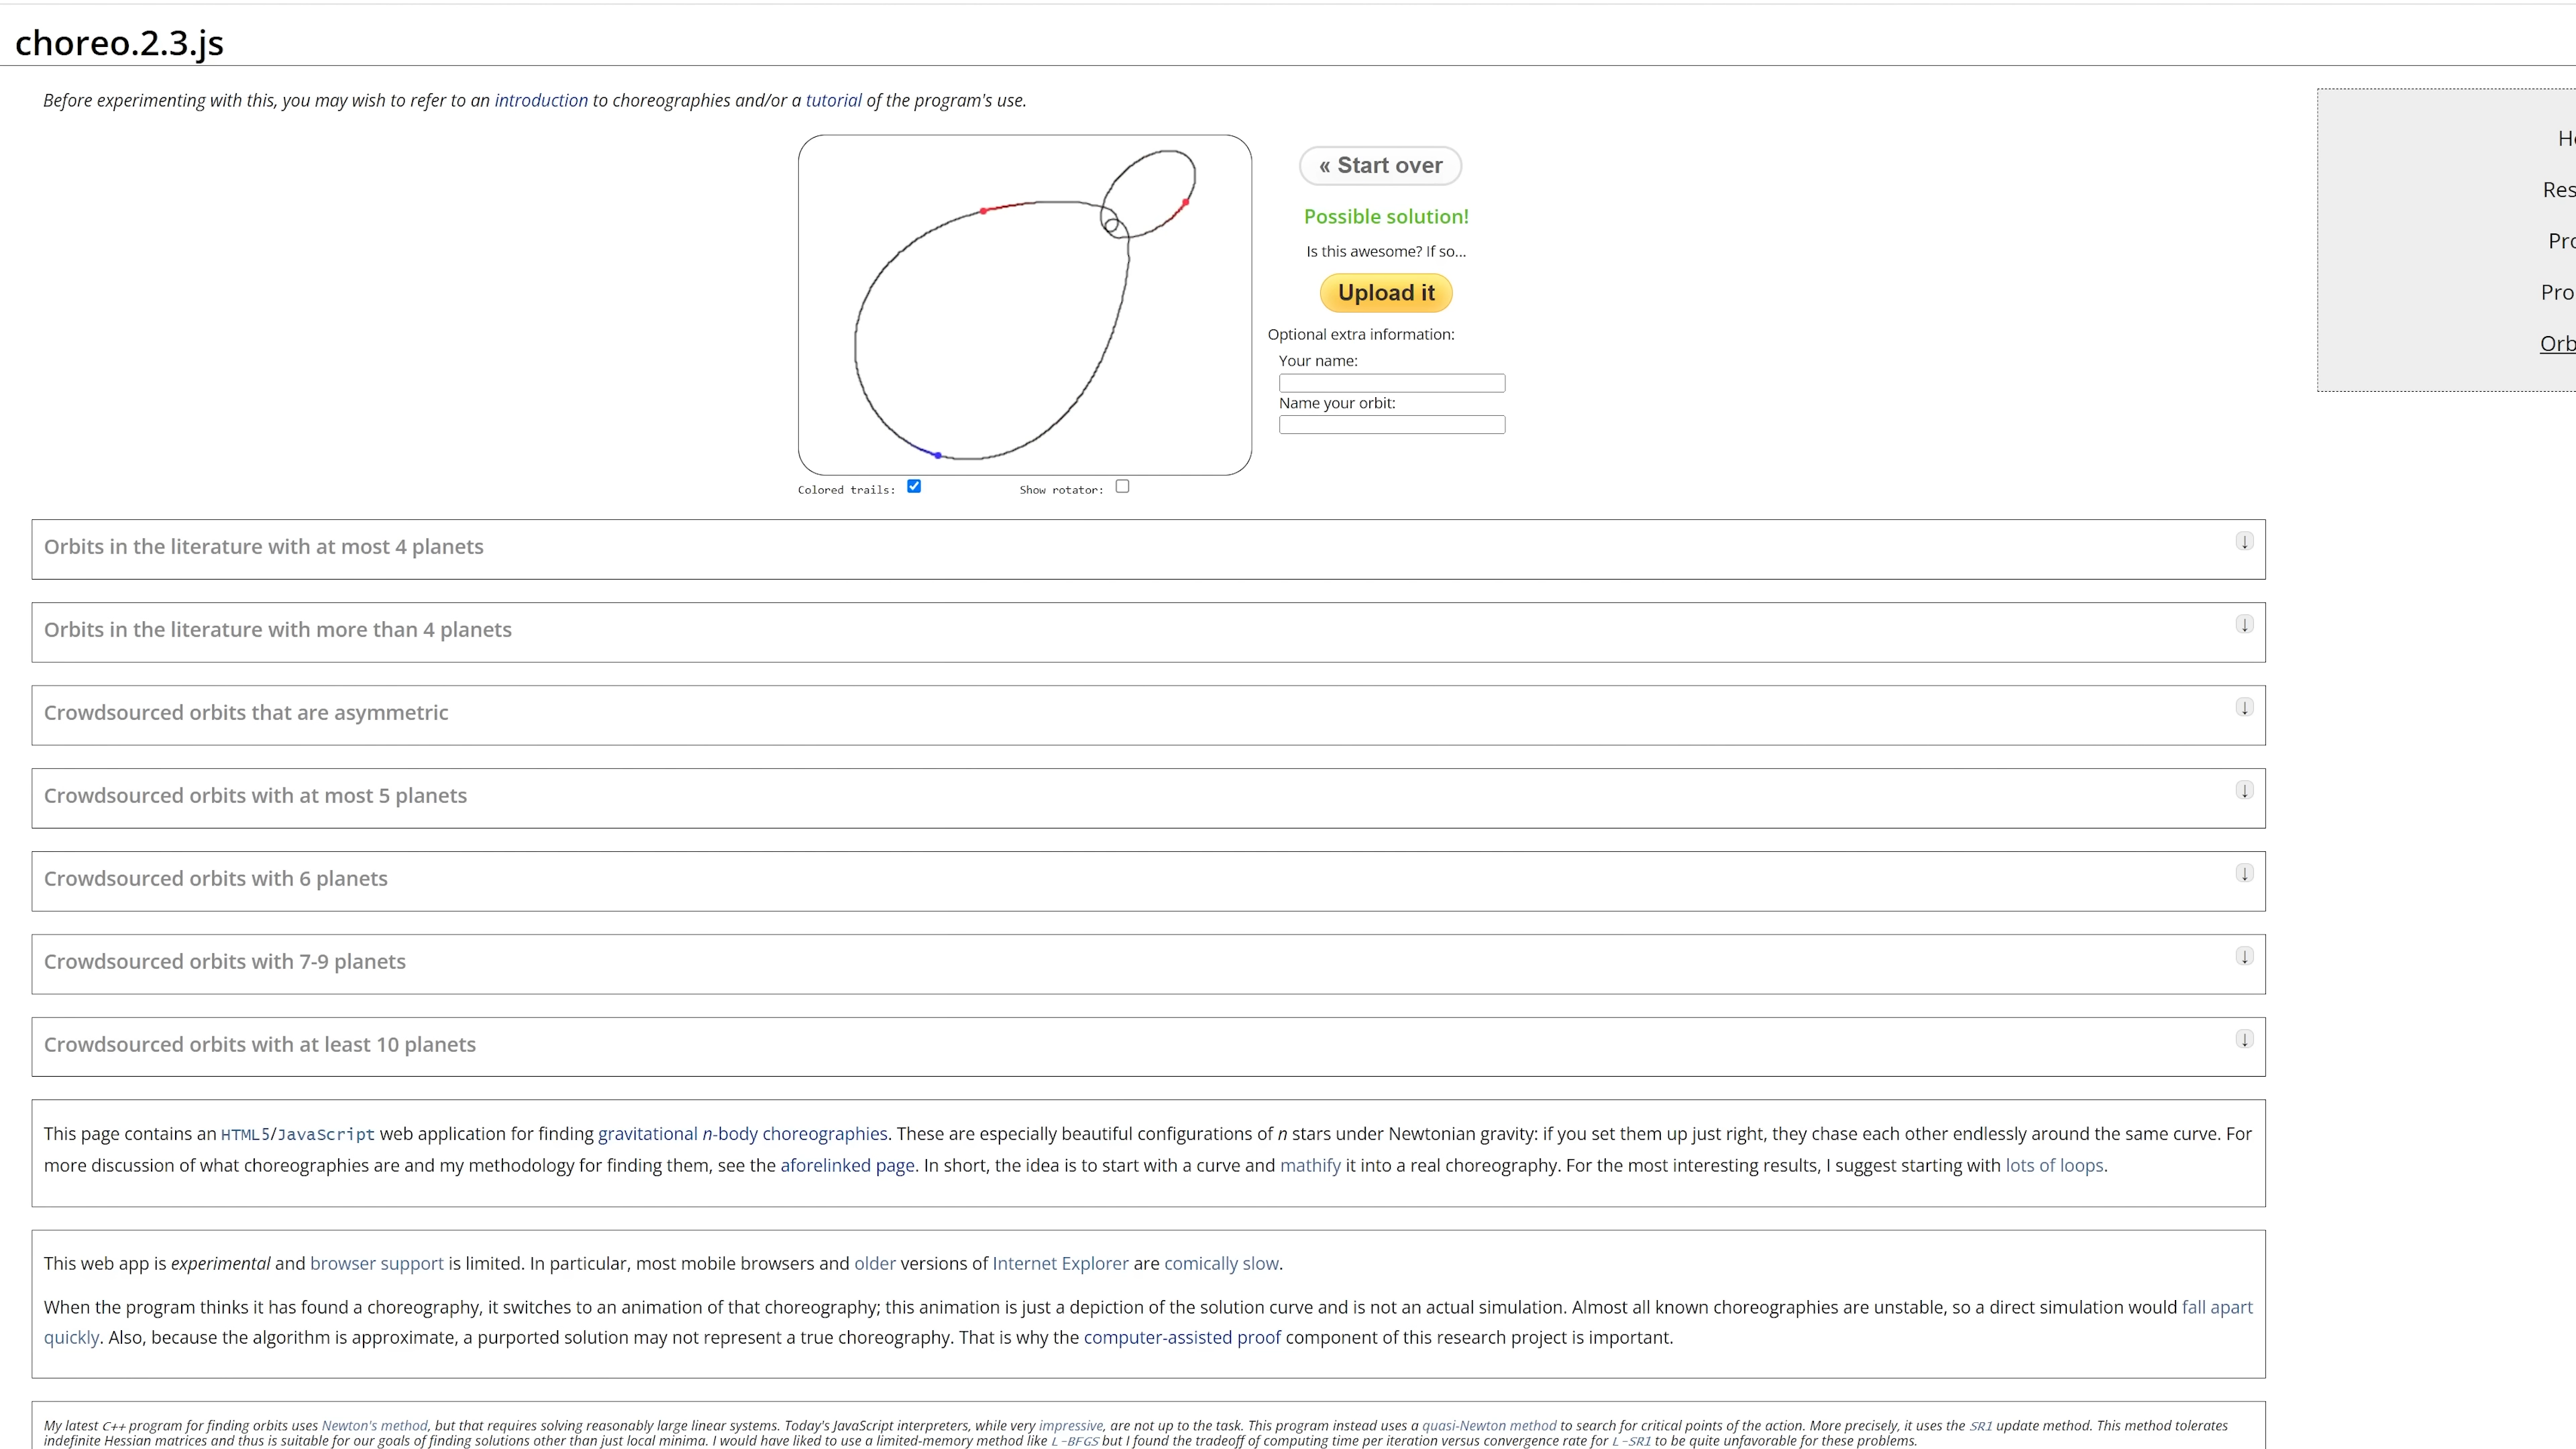 choreo.2.3.js
Before experimenting with this, you may wish to refer to an introduction to choreographies and/or a tutorial of the program's use.
« Start over
Possible solution!
Is this awesome? If so...
Upload it
Optional extra information:
Your name:
Name your orbit:
Colored trails:
Show rotator:
Orbits in the literature with at most 4 planets
↓
Orbits in the literature with more than 4 planets
↓
Crowdsourced orbits that are asymmetric
↓
Crowdsourced orbits with at most 5 planets
↓
Crowdsourced orbits with 6 planets
↓
Crowdsourced orbits with 7-9 planets
↓
Crowdsourced orbits with at least 10 planets
↓
This page contains an HTML5/JavaScript web application for finding gravitational n-body choreographies. These are especially beautiful configurations of n stars under Newtonian gravity: if you set them up just right, they chase each other endlessly around the same curve. For
more discussion of what choreographies are and my methodology for finding them, see the aforelinked page. In short, the idea is to start with a curve and mathify it into a real choreography. For the most interesting results, I suggest starting with lots of loops.
This web app is experimental and browser support is limited. In particular, most mobile browsers and older versions of Internet Explorer are comically slow.
When the program thinks it has found a choreography, it switches to an animation of that choreography; this animation is just a depiction of the solution curve and is not an actual simulation. Almost all known choreographies are unstable, so a direct simulation would fall apart
quickly. Also, because the algorithm is approximate, a purported solution may not represent a true choreography. That is why the computer-assisted proof component of this research project is important.
My latest C++ program for finding orbits uses Newton's method, but that requires solving reasonably large linear systems. Today's JavaScript interpreters, while very impressive, are not up to the task. This program instead uses a quasi-Newton method to search for critical points of the action. More precisely, it uses the SR1 update method. This method tolerates
indefinite Hessian matrices and thus is suitable for our goals of finding solutions other than just local minima. I would have liked to use a limited-memory method like L-BFGS but I found the tradeoff of computing time per iteration versus convergence rate for L-SR1 to be quite unfavorable for these problems.